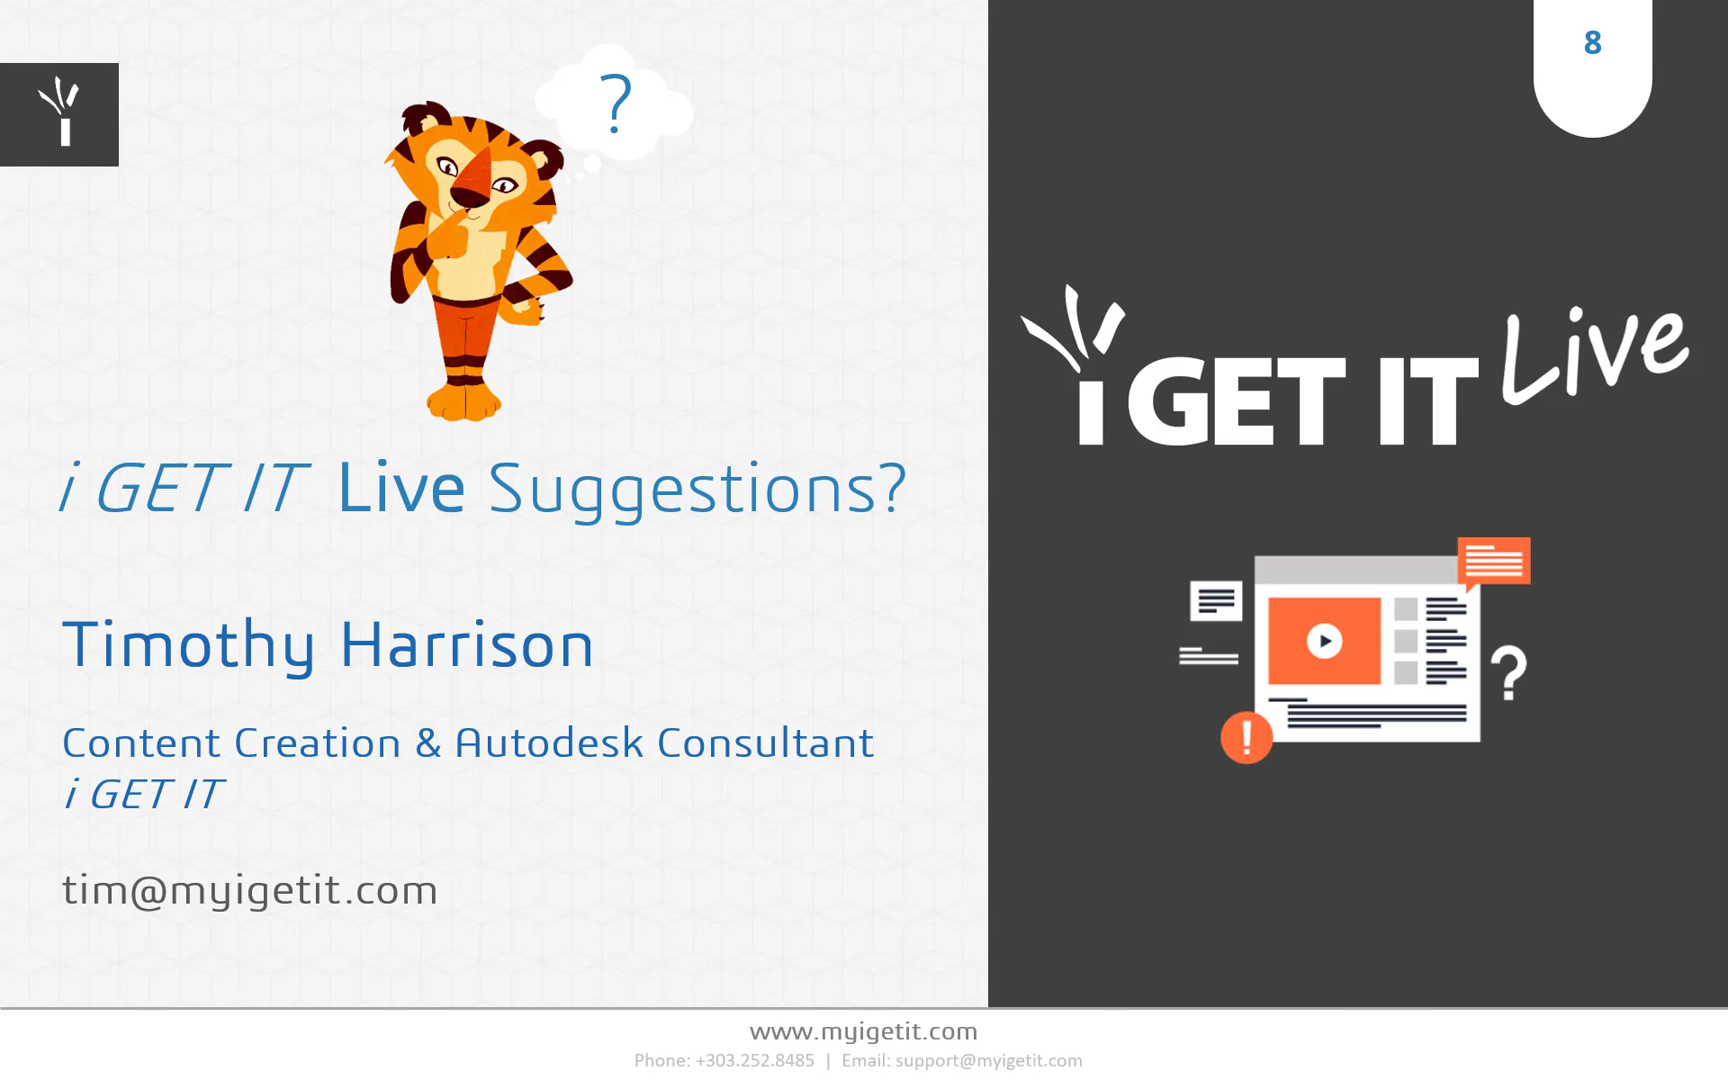 8
?
i GET IT Live
i GET IT Live Suggestions?
Timothy Harrison
Content Creation & Autodesk Consultant
i GET IT
tim@myigetit.com
?
!
www.myigetit.com
Phone: +303.252.8485 | Email: support@myigetit.com